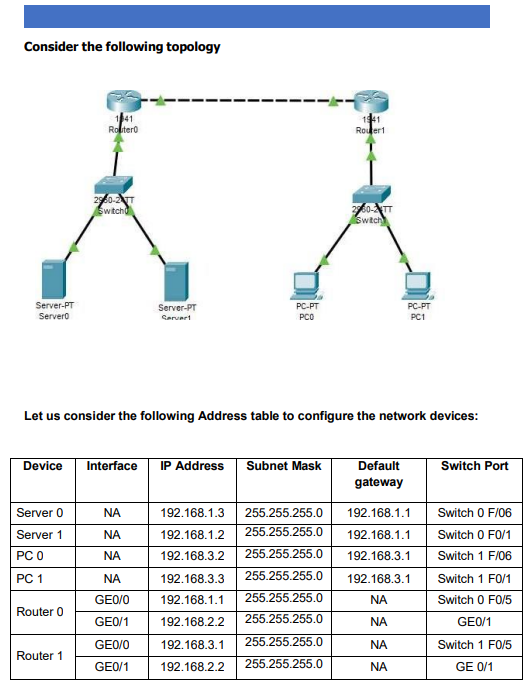 Consider the following topology
1941
Router0
1941
Router1
2960-24TT
Switch0
2960-24TT
Switch1
Server-PT
Server0
Server-PT
Server1
PC-PT
PC0
PC-PT
PC1
Let us consider the following Address table to configure the network devices:
Device Interface IP Address Subnet Mask Default gateway Switch Port
Server 0 NA 192.168.1.3 255.255.255.0 192.168.1.1 Switch 0 F/06
Server 1 NA 192.168.1.2 255.255.255.0 192.168.1.1 Switch 0 F0/1
PC 0 NA 192.168.3.2 255.255.255.0 192.168.3.1 Switch 1 F/06
PC 1 NA 192.168.3.3 255.255.255.0 192.168.3.1 Switch 1 F0/1
Router 0 GE0/0 192.168.1.1 255.255.255.0 NA Switch 0 F0/5
GE0/1 192.168.2.2 255.255.255.0 NA GE0/1
Router 1 GE0/0 192.168.3.1 255.255.255.0 NA Switch 1 F0/5
GE0/1 192.168.2.2 255.255.255.0 NA GE 0/1